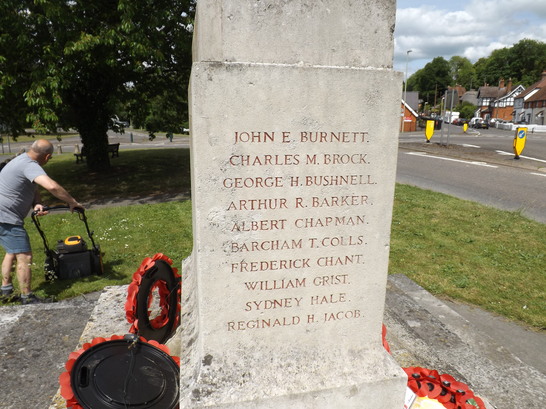 JOHN E. BURNETT.
CHARLES M. BROCK.
GEORGE H. BUSHNELL.
ARTHUR R. BARKER.
ALBERT CHAPMAN.
BARCHAM T. COLLS.
FREDERICK CHANT.
WILLIAM GRIST.
SYDNEY HALE.
REGINALD H. JACOB.